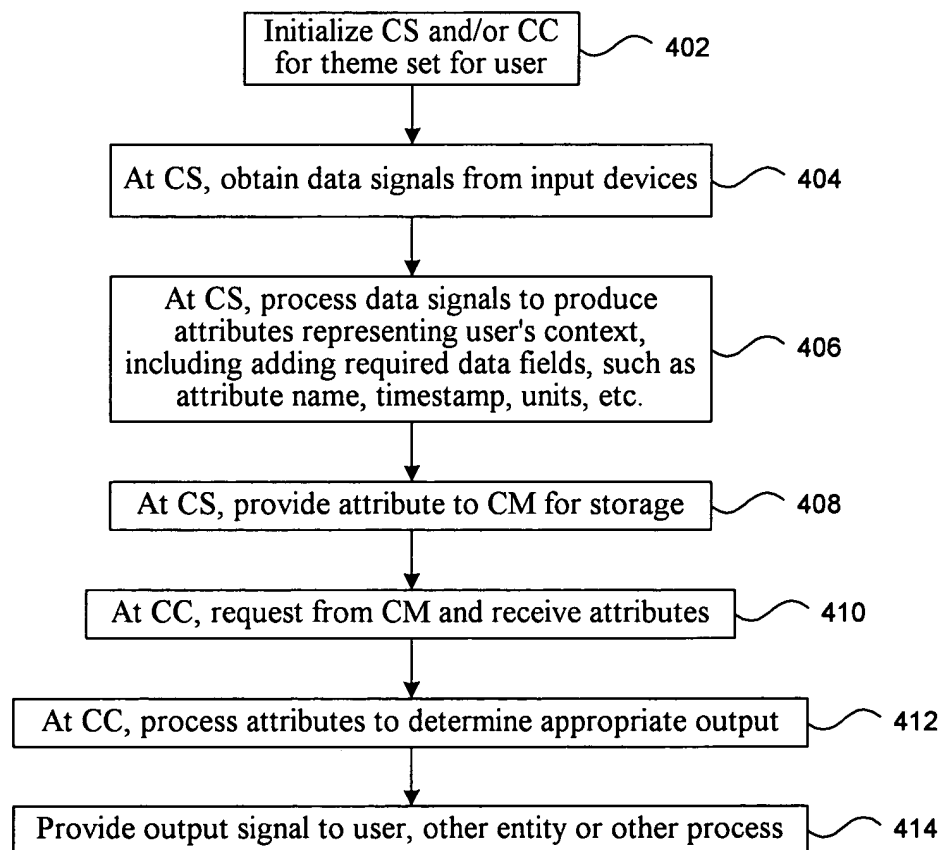 Initialize CS and/or CC
for theme set for user
402
At CS, obtain data signals from input devices
404
At CS, process data signals to produce
attributes representing user's context,
including adding required data fields, such as
attribute name, timestamp, units, etc.
406
At CS, provide attribute to CM for storage
408
At CC, request from CM and receive attributes
410
At CC, process attributes to determine appropriate output
412
Provide output signal to user, other entity or other process
414